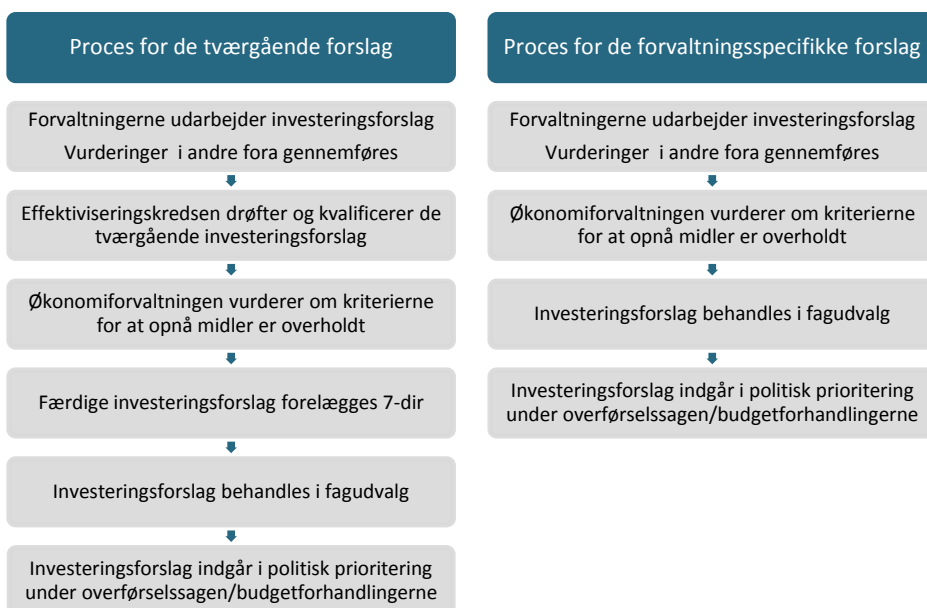 Proces for de tværgående forslag
Forvaltningerne udarbejder investeringsforslag
Vurderinger i andre fora gennemføres
Effektiviseringskredsen drøfter og kvalificerer de
tværgående investeringsforslag
Økonomiforvaltningen vurderer om kriterierne
for at opnå midler er overholdt
Færdige investeringsforslag forelægges 7-dir
Investeringsforslag behandles i fagudvalg
Investeringsforslag indgår i politisk prioritering
under overførselssagen/budgetforhandlingerne
Proces for de forvaltningsspecifikke forslag
Forvaltningerne udarbejder investeringsforslag
Vurderinger i andre fora gennemføres
Økonomiforvaltningen vurderer om kriterierne
for at opnå midler er overholdt
Investeringsforslag behandles i fagudvalg
Investeringsforslag indgår i politisk prioritering
under overførselssagen/budgetforhandlingerne